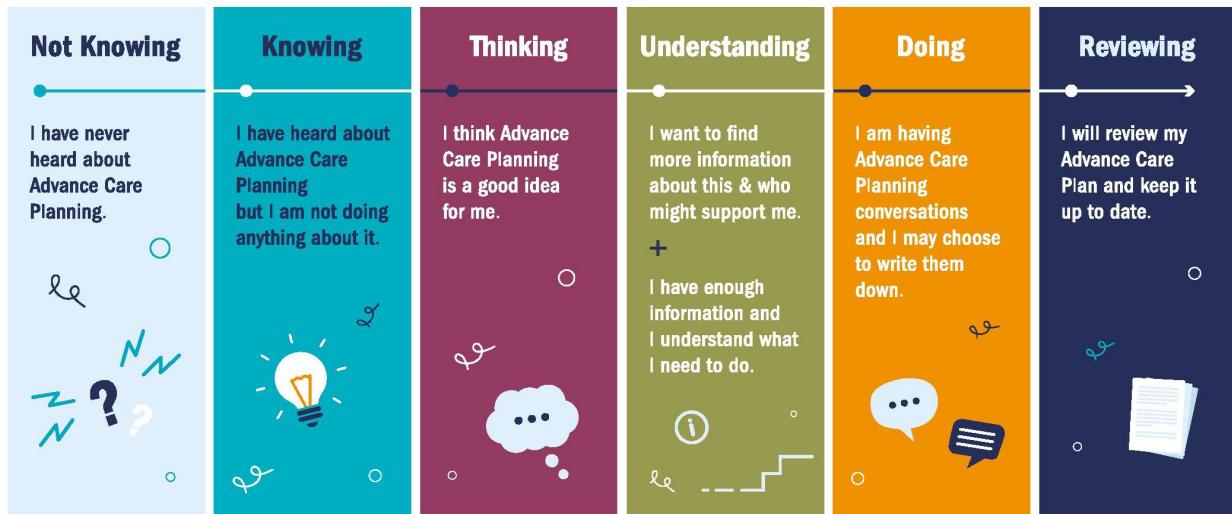 Not Knowing
I have never
heard about
Advance Care
Planning.
Knowing
I have heard about
Advance Care
Planning
but I am not doing
anything about it.
Thinking
I think Advance
Care Planning
is a good idea
for me.
Understanding
I want to find
more information
about this & who
might support me.
+
I have enough
information and
I understand what
I need to do.
i
Doing
I am having
Advance Care
Planning
conversations
and I may choose
to write them
down.
Reviewing
I will review my
Advance Care
Plan and keep it
up to date.